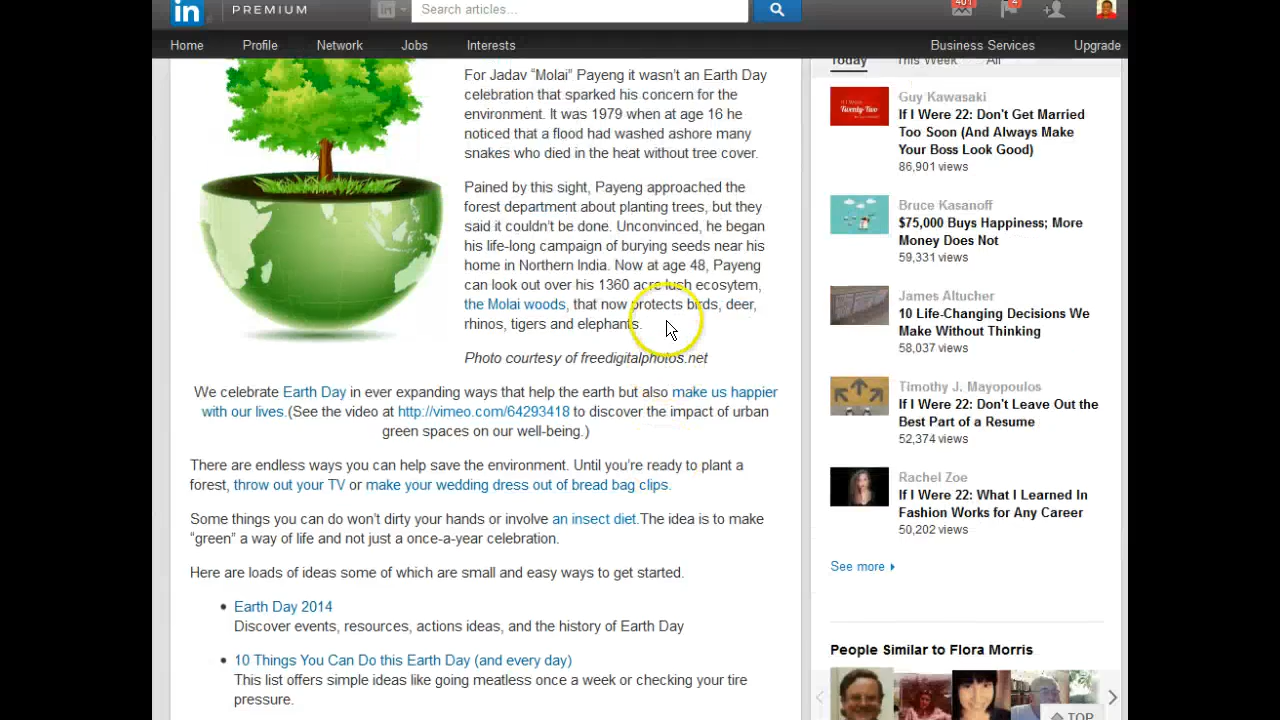 in PREMIUM
in Search articles...
401
4
Home Profile Network Jobs Interests Business Services Upgrade
For Jadav “Molai” Payeng it wasn’t an Earth Day
celebration that sparked his concern for the
environment. It was 1979 when at age 16 he
noticed that a flood had washed ashore many
snakes who died in the heat without tree cover.
Pained by this sight, Payeng approached the
forest department about planting trees, but they
said it couldn’t be done. Unconvinced, he began
his life-long campaign of burying seeds near his
home in Northern India. Now at age 48, Payeng
can look out over his 1360 acre lush ecosytem,
the Molai woods, that now protects birds, deer,
rhinos, tigers and elephants.
Photo courtesy of freedigitalphotos.net
We celebrate Earth Day in ever expanding ways that help the earth but also make us happier
with our lives.(See the video at http://vimeo.com/64293418 to discover the impact of urban
green spaces on our well-being.)
There are endless ways you can help save the environment. Until you’re ready to plant a
forest, throw out your TV or make your wedding dress out of bread bag clips.
Some things you can do won’t dirty your hands or involve an insect diet.The idea is to make
“green” a way of life and not just a once-a-year celebration.
Here are loads of ideas some of which are small and easy ways to get started.
• Earth Day 2014
Discover events, resources, actions ideas, and the history of Earth Day
• 10 Things You Can Do this Earth Day (and every day)
This list offers simple ideas like going meatless once a week or checking your tire
pressure.
Today This Week All
If I Were
Twenty-Two
Guy Kawasaki
If I Were 22: Don't Get Married
Too Soon (And Always Make
Your Boss Look Good)
86,901 views
Bruce Kasanoff
$75,000 Buys Happiness; More
Money Does Not
59,331 views
James Altucher
10 Life-Changing Decisions We
Make Without Thinking
58,037 views
Timothy J. Mayopoulos
If I Were 22: Don't Leave Out the
Best Part of a Resume
52,374 views
Rachel Zoe
If I Were 22: What I Learned In
Fashion Works for Any Career
50,202 views
See more
People Similar to Flora Morris
TOP